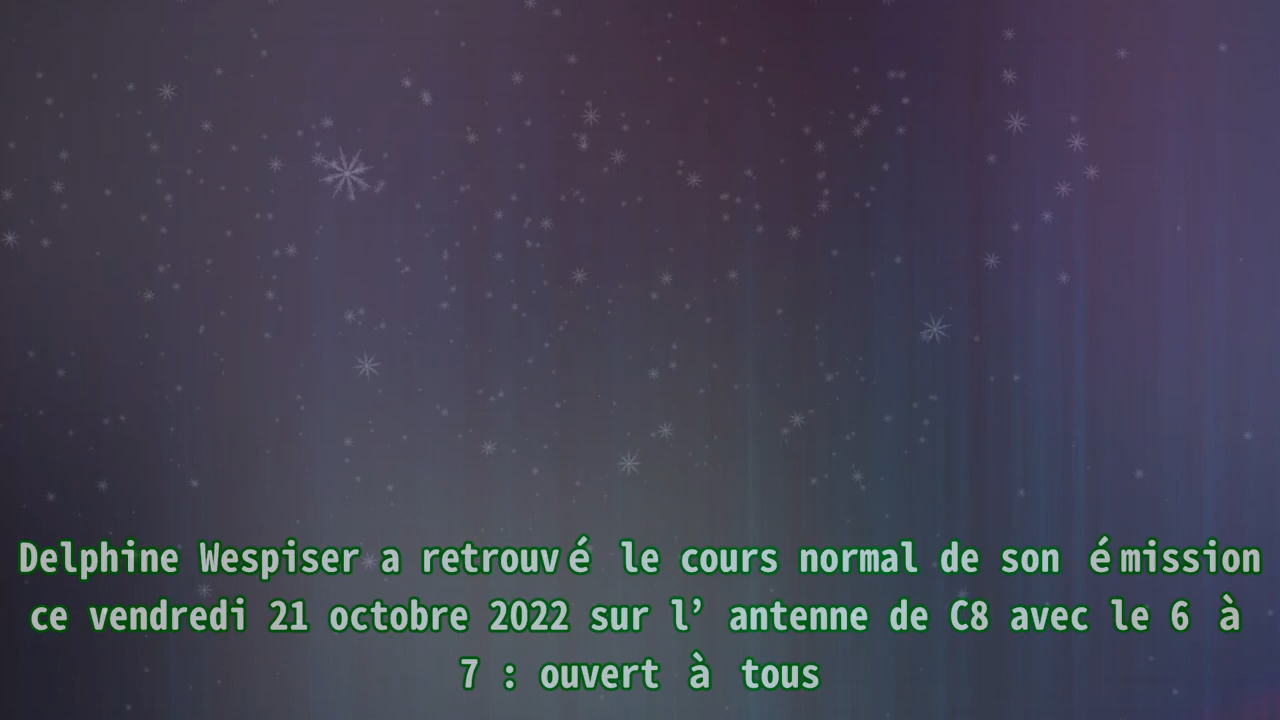 Delphine Wespiser a retrouvé le cours normal de son émission
ce vendredi 21 octobre 2022 sur l’ antenne de C8 avec le 6 à
7 : ouvert à tous